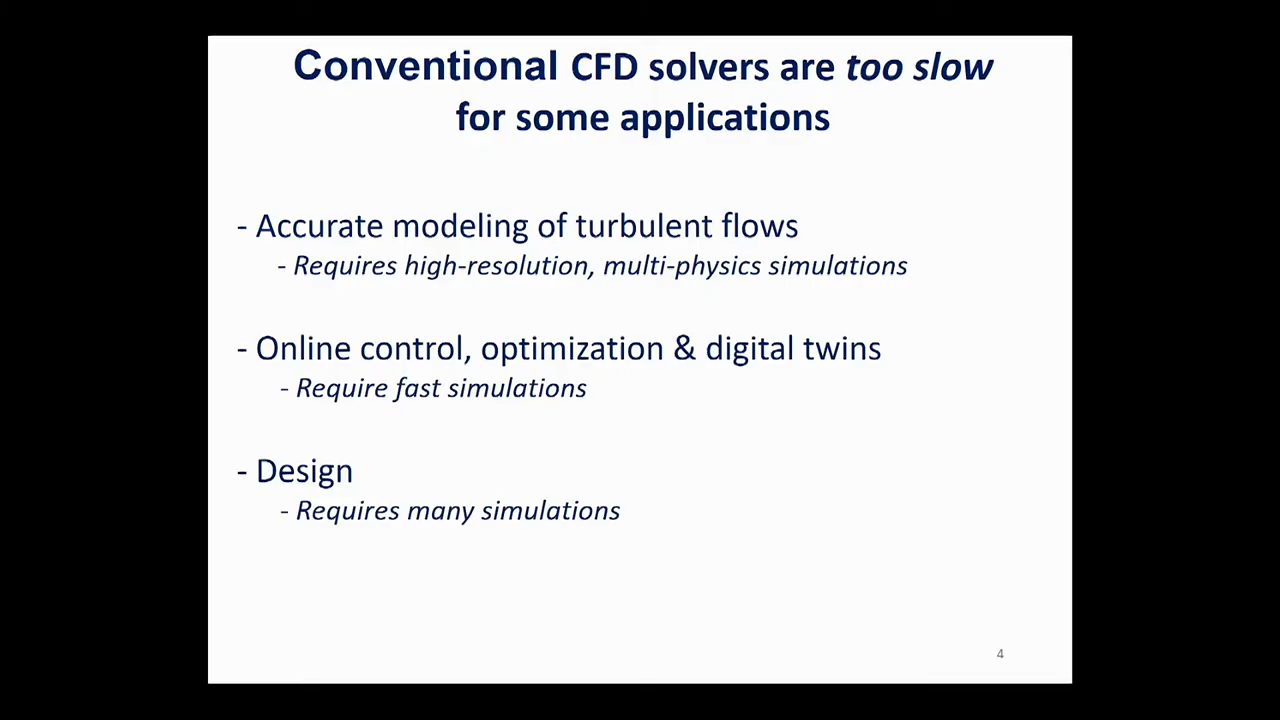 Conventional CFD solvers are too slow
for some applications
- Accurate modeling of turbulent flows
- Requires high-resolution, multi-physics simulations
- Online control, optimization & digital twins
- Require fast simulations
- Design
- Requires many simulations
4